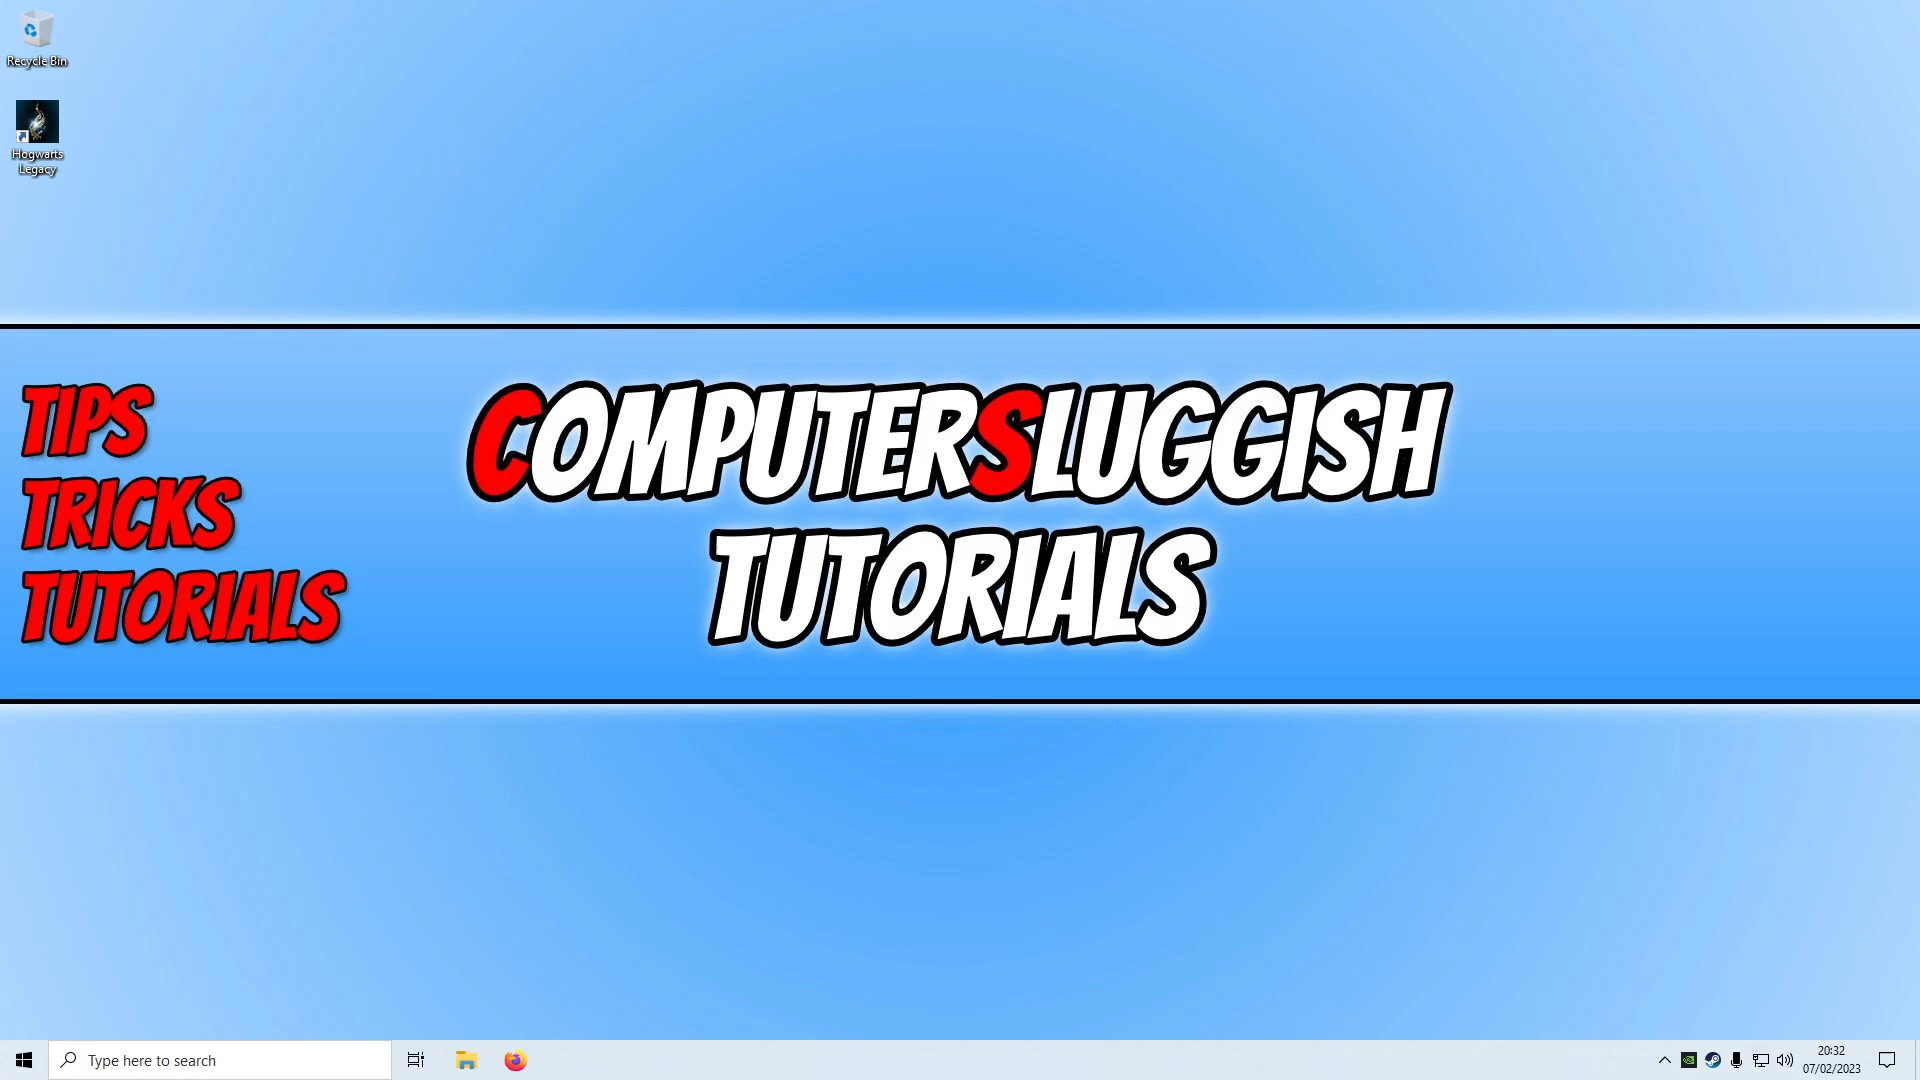 Recycle Bin
Hogwarts
Legacy
TIPS
TRICKS
TUTORIALS
COMPUTERSLUGGISH
TUTORIALS
Type here to search
20:32
07/02/2023